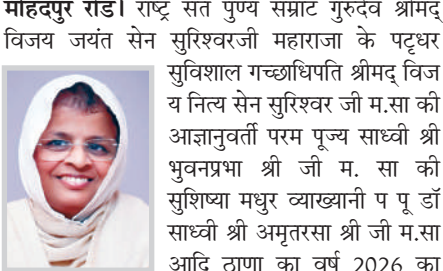 मोहदपुर रोड। राष्ट्र संत पुण्य सम्राट गुरुदेव श्रीमद्
विजय जयंत सेन सुरिश्वरजी महाराजा के पट्टधर
सुविशाल गच्छाधिपति श्रीमद् विज
य नित्य सेन सुरिश्वर जी म.सा की
आज्ञानुवर्ती परम पूज्य साध्वी श्री
भुवनप्रभा श्री जी म. सा की
सुशिष्या मधुर व्याख्यानी प पू डॉ
साध्वी श्री अमृतरसा श्री जी म.सा
आदि ठाणा का वर्ष 2026 का